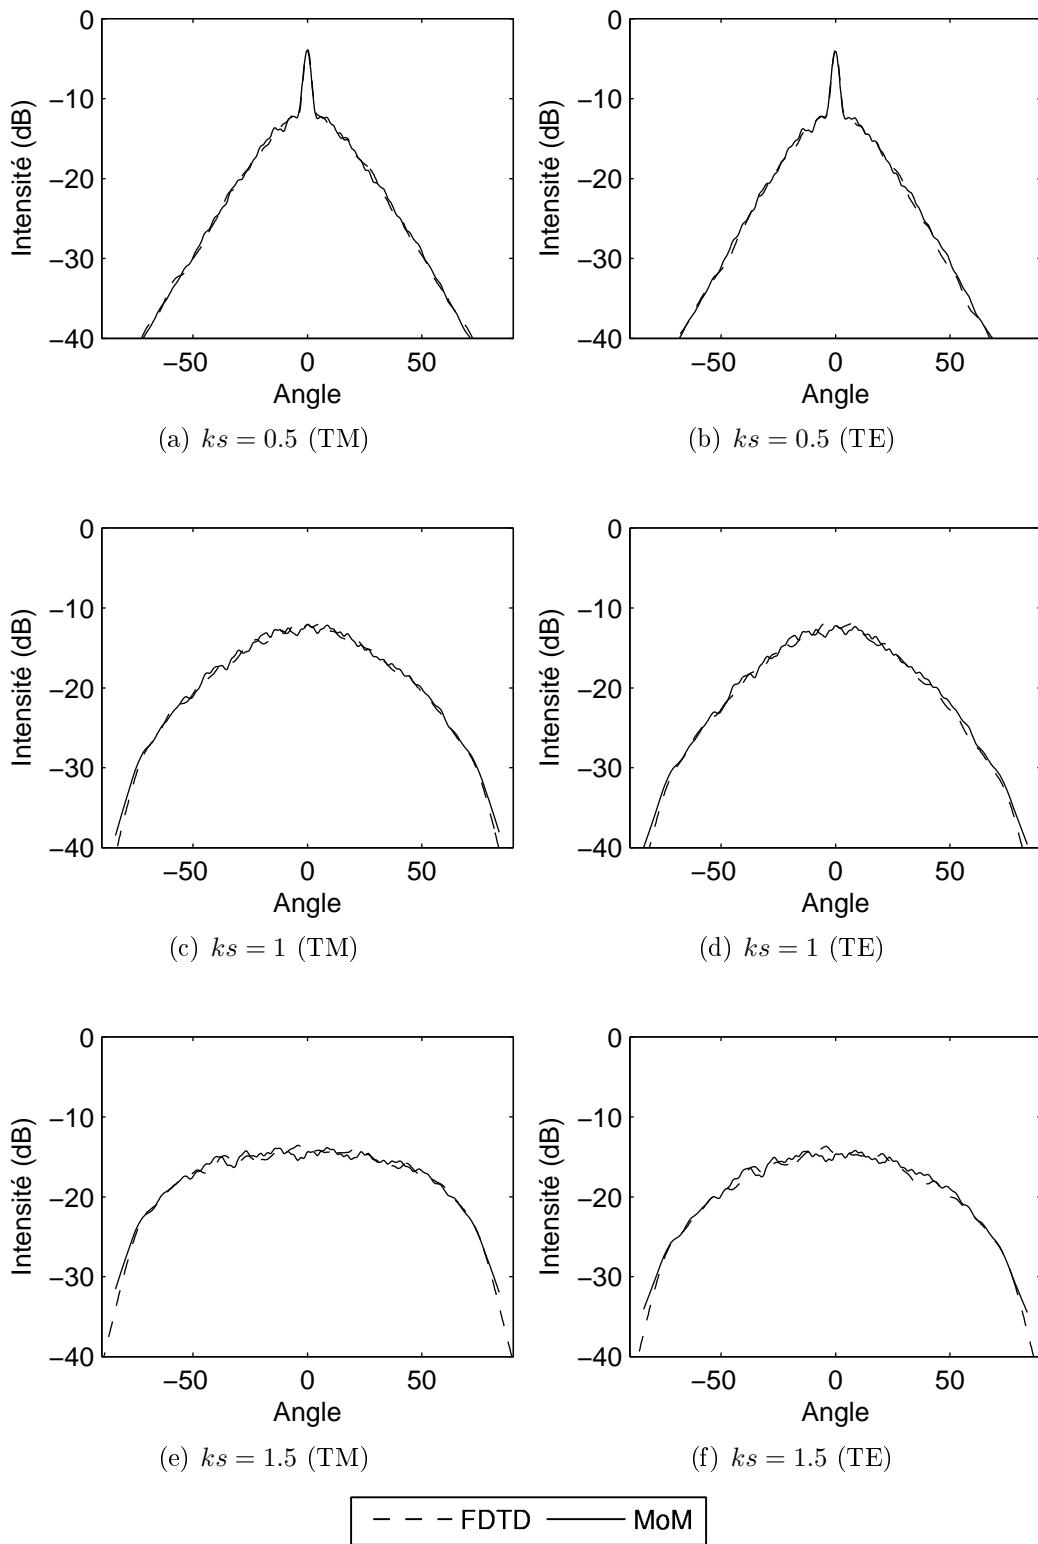 0
−10
−20
−30
−40
Intensité (dB)
−50 0 50
Angle
(a) ks = 0.5 (TM)
0
−10
−20
−30
−40
Intensité (dB)
−50 0 50
Angle
(b) ks = 0.5 (TE)
0
−10
−20
−30
−40
Intensité (dB)
−50 0 50
Angle
(c) ks = 1 (TM)
0
−10
−20
−30
−40
Intensité (dB)
−50 0 50
Angle
(d) ks = 1 (TE)
0
−10
−20
−30
−40
Intensité (dB)
−50 0 50
Angle
(e) ks = 1.5 (TM)
0
−10
−20
−30
−40
Intensité (dB)
−50 0 50
Angle
(f) ks = 1.5 (TE)
FDTD MoM